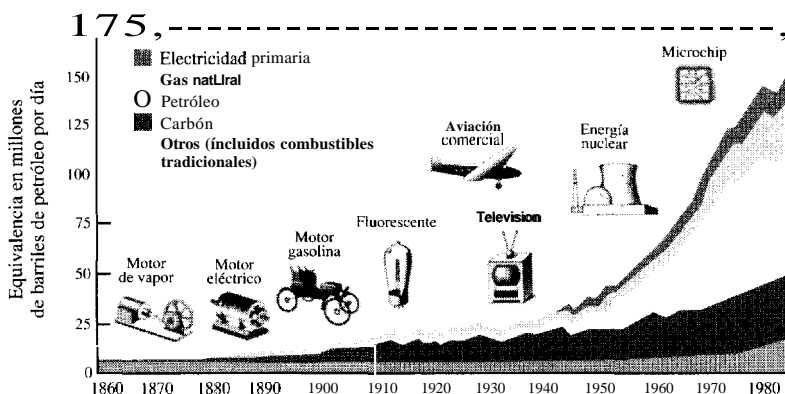 175,
150
125
100
75
50
25
0
Equivalencia en millones
de barriles de petróleo por día
Electricidad primaria
Gas natLlral
O Petróleo
Carbón
Otros (íncluidos combustibles
tradicionales)
Motor
de vapor
Motor
eléctrico
Motor
gasolina
Fluorescente
Aviación
comercial
Television
Energía
nuclear
Microchip
1860 1870 1880 1890 1900 1910 1920 1930 1940 1950 1960 1970 1980